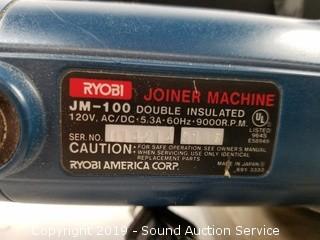 RYOBI JOINER MACHINE
JM-100 DOUBLE INSULATED
120V. AC/DC·5.3A·60Hz·9000R.P.M.
SER. NO.
CAUTION • FOR SAFE OPERATION SEE OWNER'S MANUAL
• WHEN SERVICING, USE ONLY IDENTICAL
REPLACEMENT PARTS.
RYOBI AMERICA CORP.
UL
LISTED
MADE IN JAPAN
Copyright 2019 - Sound Auction Service